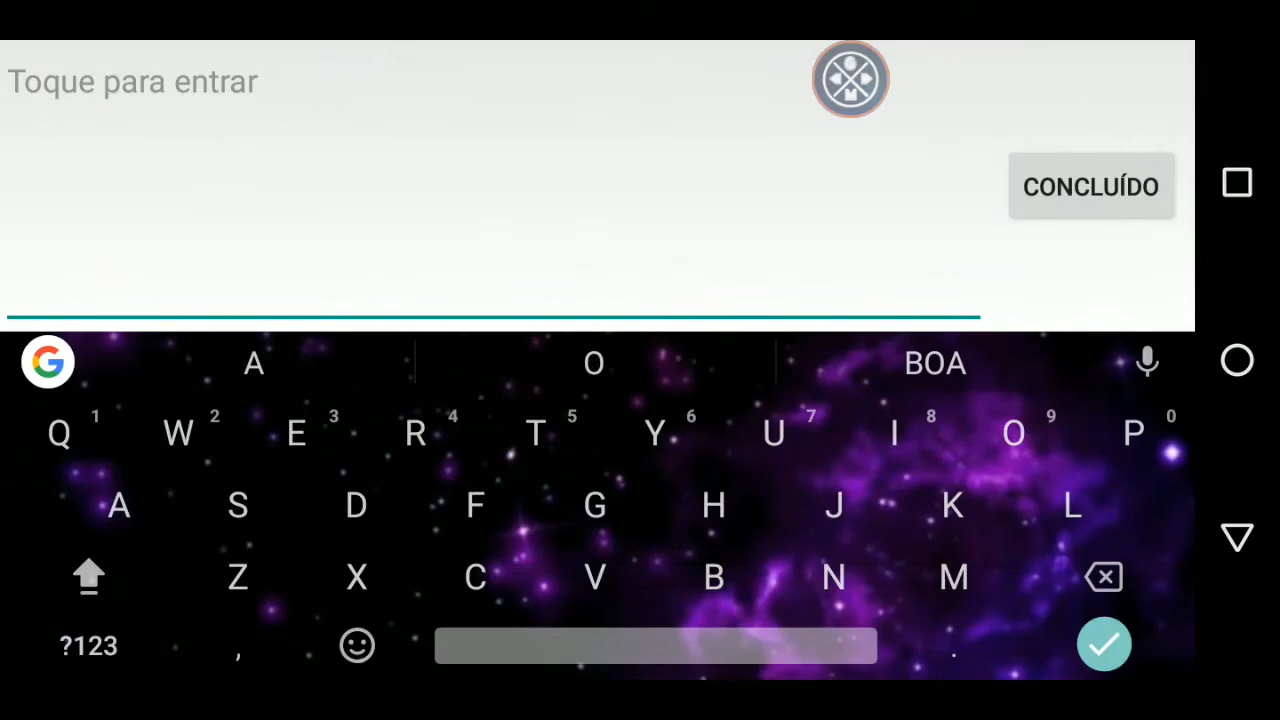 Toque para entrar
CONCLUÍDO
G A O BOA
Q 1 W 2 E 3 R 4 T 5 Y 6 U 7 I 8 O 9 P 0
A S D F G H J K L
Z X C V B N M
?123 , .